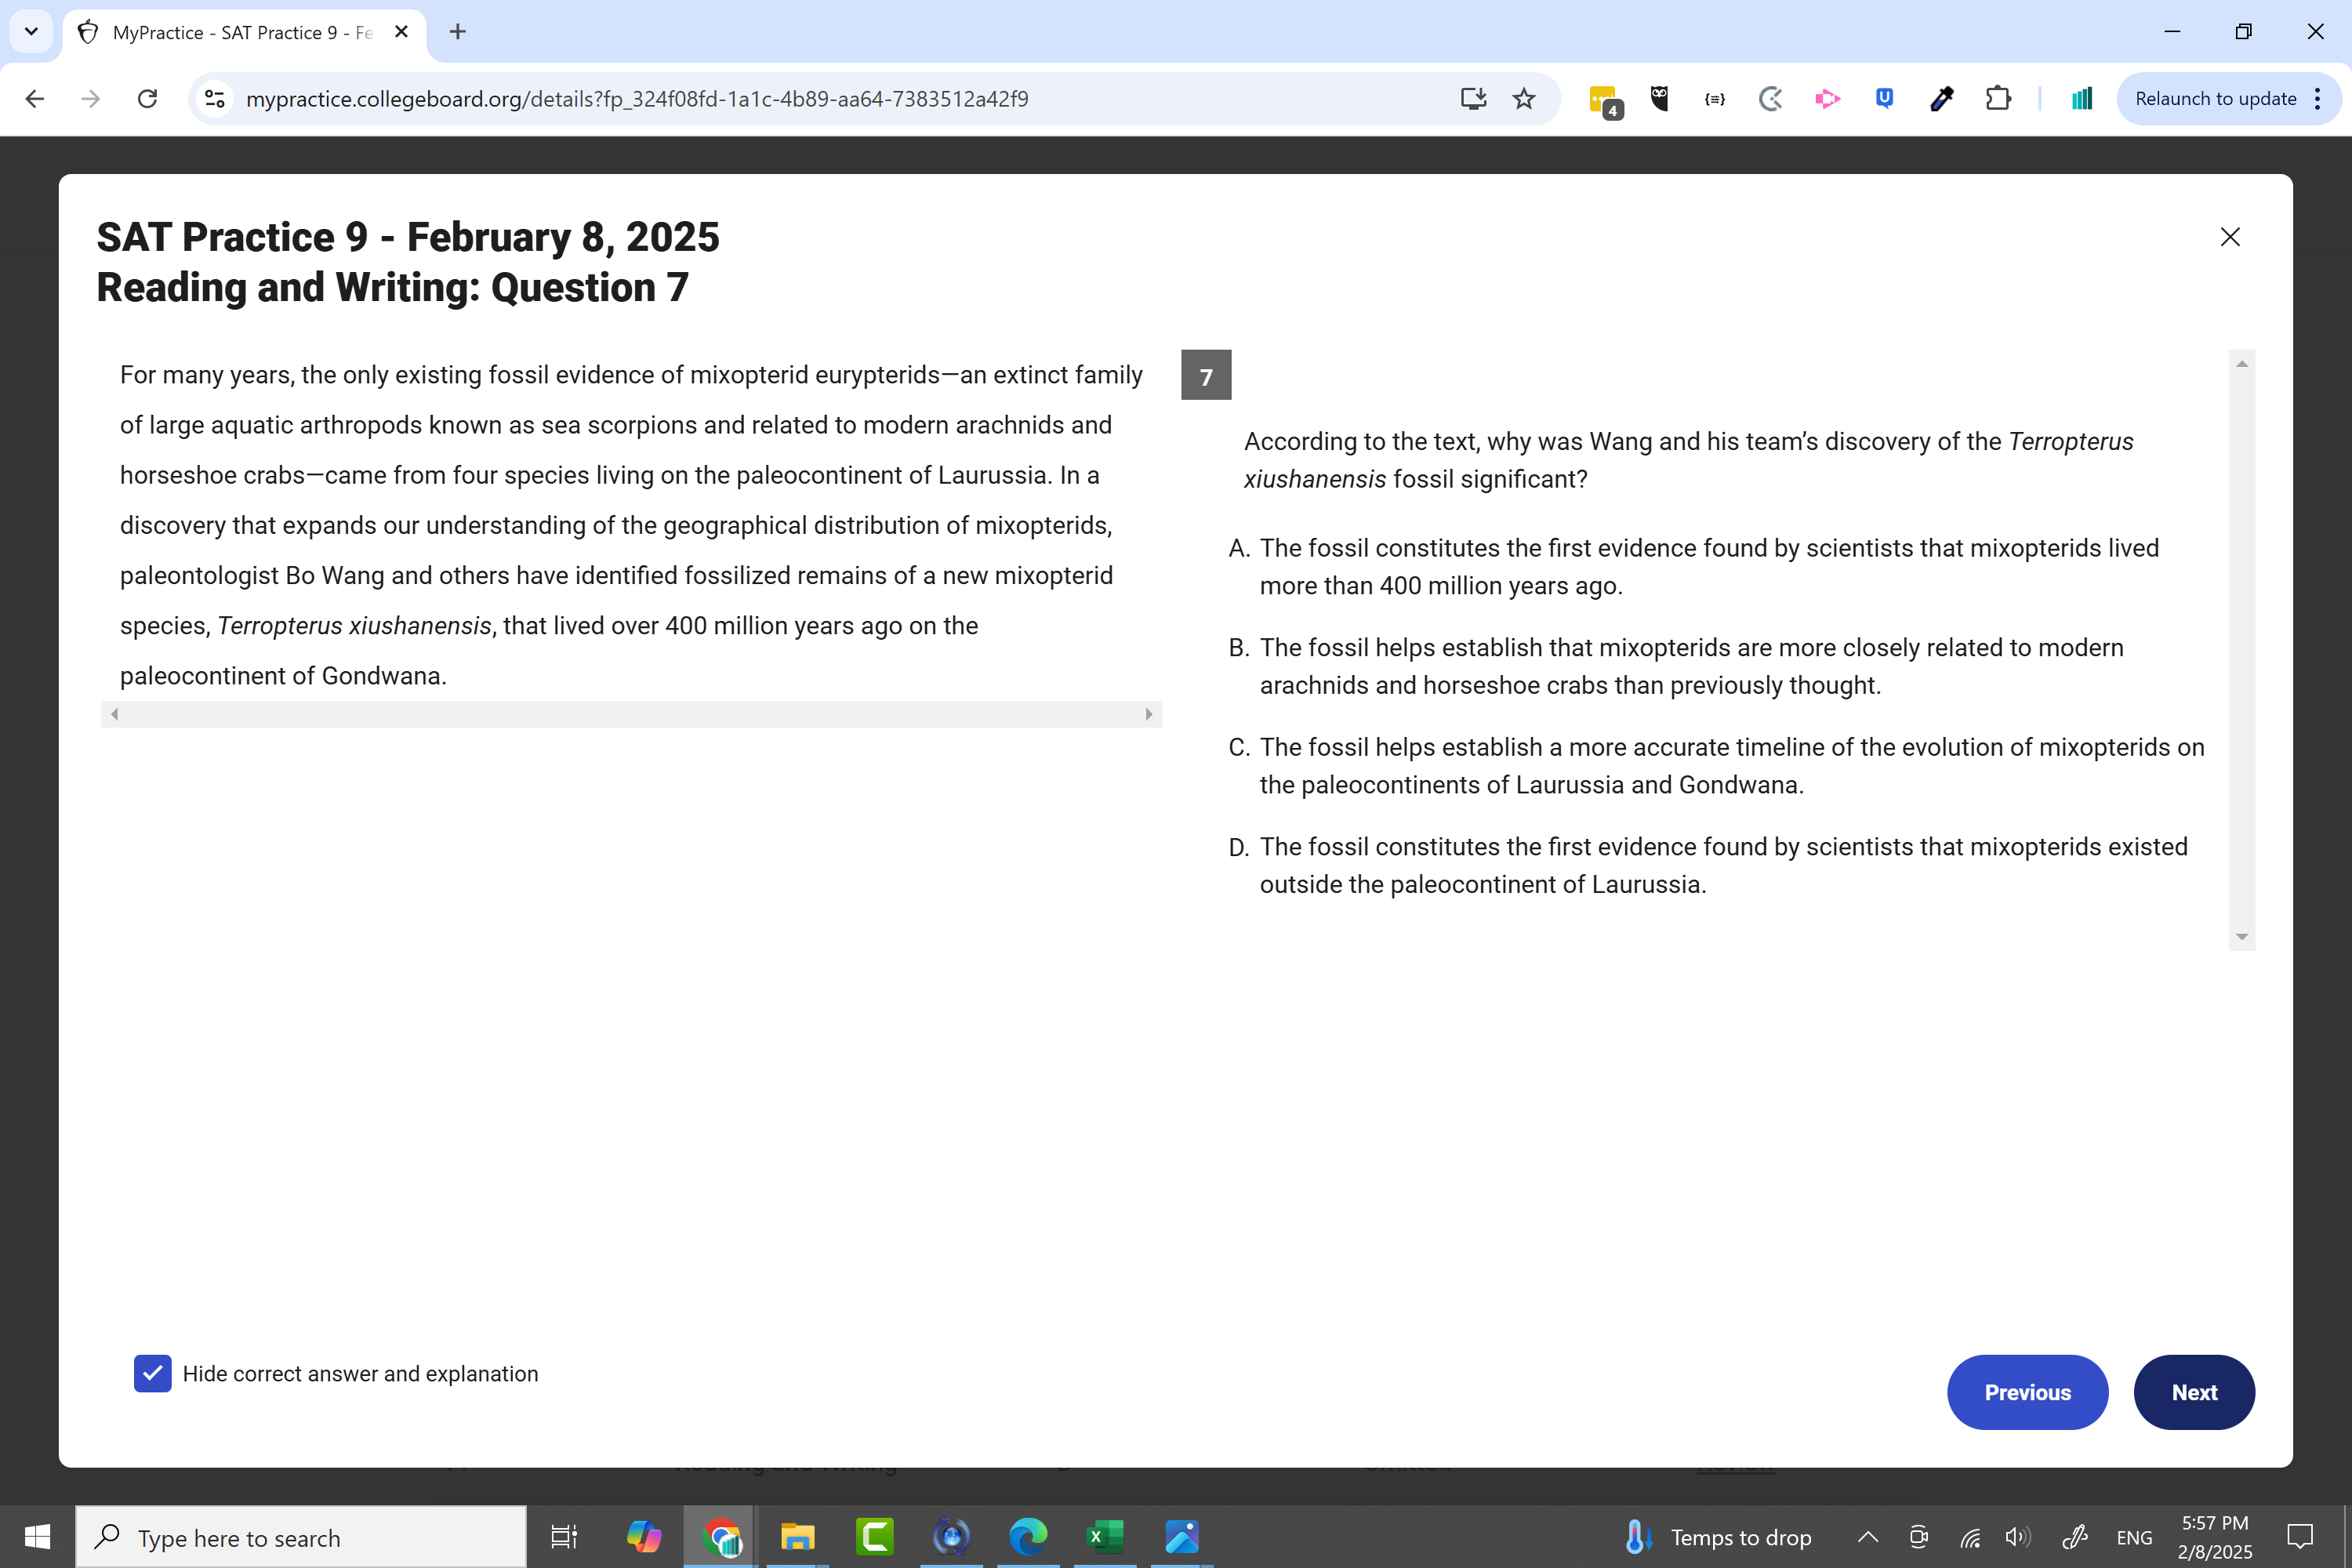 MyPractice - SAT Practice 9 - Fe
mypractice.collegeboard.org/details?fp_324f08fd-1a1c-4b89-aa64-7383512a42f9
4
Relaunch to update
SAT Practice 9 - February 8, 2025
Reading and Writing: Question 7
For many years, the only existing fossil evidence of mixopterid eurypterids—an extinct family
of large aquatic arthropods known as sea scorpions and related to modern arachnids and
horseshoe crabs—came from four species living on the paleocontinent of Laurussia. In a
discovery that expands our understanding of the geographical distribution of mixopterids,
paleontologist Bo Wang and others have identified fossilized remains of a new mixopterid
species, Terropterus xiushanensis, that lived over 400 million years ago on the
paleocontinent of Gondwana.
7
According to the text, why was Wang and his team's discovery of the Terropterus
xiushanensis fossil significant?
A. The fossil constitutes the first evidence found by scientists that mixopterids lived
more than 400 million years ago.
B. The fossil helps establish that mixopterids are more closely related to modern
arachnids and horseshoe crabs than previously thought.
C. The fossil helps establish a more accurate timeline of the evolution of mixopterids on
the paleocontinents of Laurussia and Gondwana.
D. The fossil constitutes the first evidence found by scientists that mixopterids existed
outside the paleocontinent of Laurussia.
Hide correct answer and explanation
Previous
Next
Type here to search
Temps to drop
ENG
5:57 PM
2/8/2025